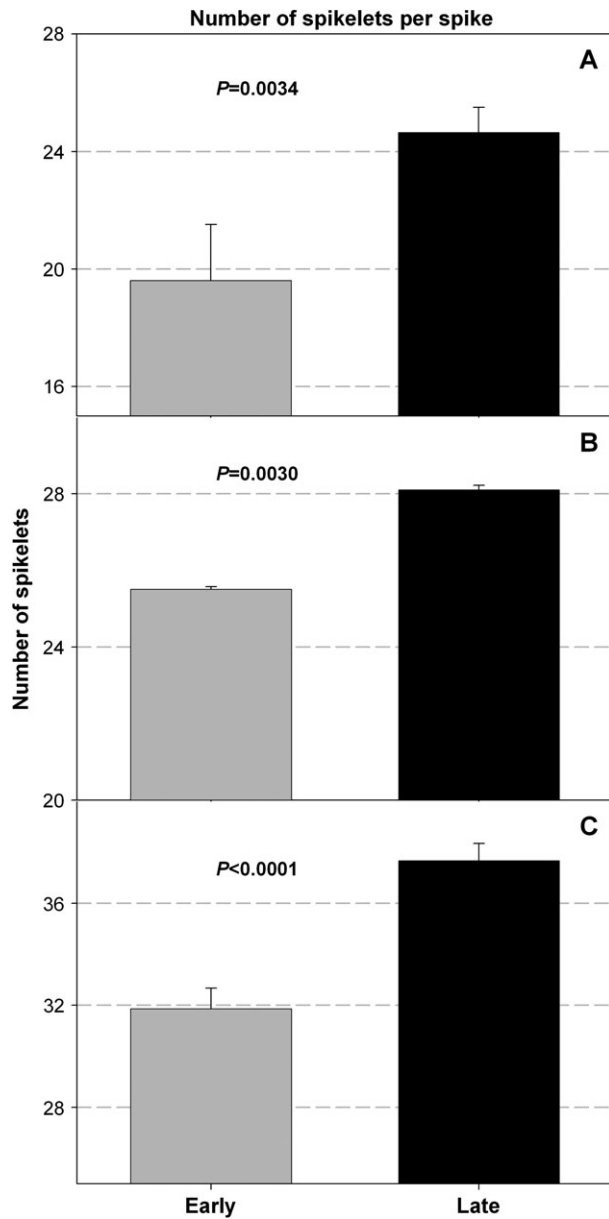 Number of spikelets per spike
28
A
P=0.0034
24
20
16
B
P=0.0030
28
24
20
Number of spikelets
C
P<0.0001
36
32
28
Early Late